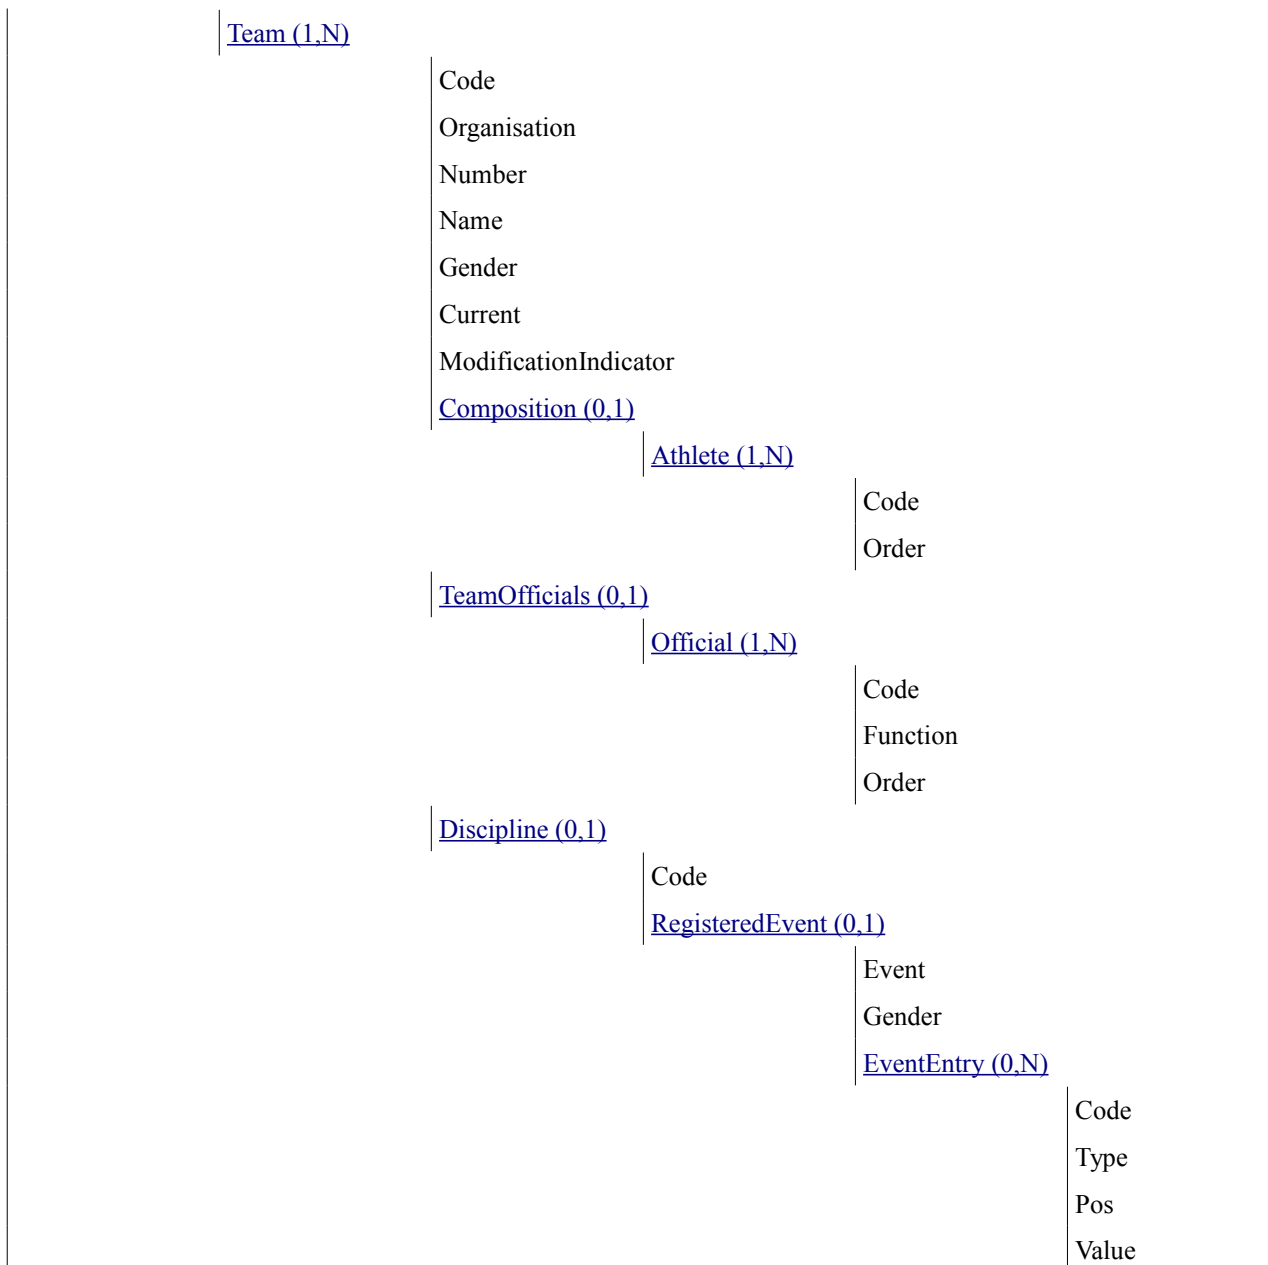 Team (1,N)
Code
Organisation
Number
Name
Gender
Current
ModificationIndicator
Composition (0,1)
Athlete (1,N)
Code
Order
TeamOfficials (0,1)
Official (1,N)
Code
Function
Order
Discipline (0,1)
Code
RegisteredEvent (0,1)
Event
Gender
EventEntry (0,N)
Code
Type
Pos
Value